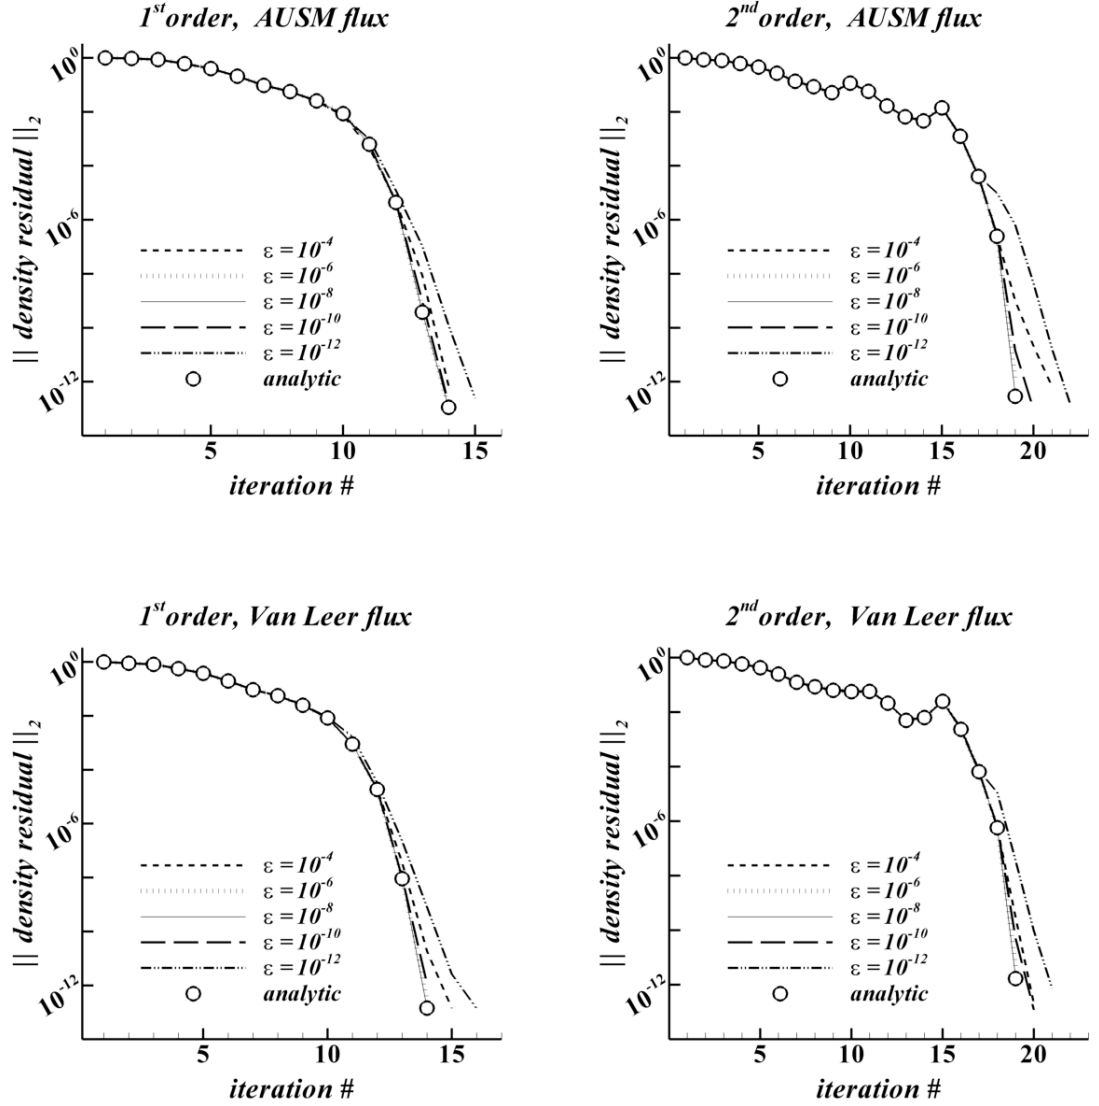 1st order, AUSM flux
|| density residual ||2
10^0
10^-6
10^-12
ε = 10^-4
ε = 10^-6
ε = 10^-8
ε = 10^-10
ε = 10^-12
analytic
5 10 15
iteration #
2nd order, AUSM flux
|| density residual ||2
10^0
10^-6
10^-12
ε = 10^-4
ε = 10^-6
ε = 10^-8
ε = 10^-10
ε = 10^-12
analytic
5 10 15 20
iteration #
1st order, Van Leer flux
|| density residual ||2
10^0
10^-6
10^-12
ε = 10^-4
ε = 10^-6
ε = 10^-8
ε = 10^-10
ε = 10^-12
analytic
5 10 15
iteration #
2nd order, Van Leer flux
|| density residual ||2
10^0
10^-6
10^-12
ε = 10^-4
ε = 10^-6
ε = 10^-8
ε = 10^-10
ε = 10^-12
analytic
5 10 15 20
iteration #